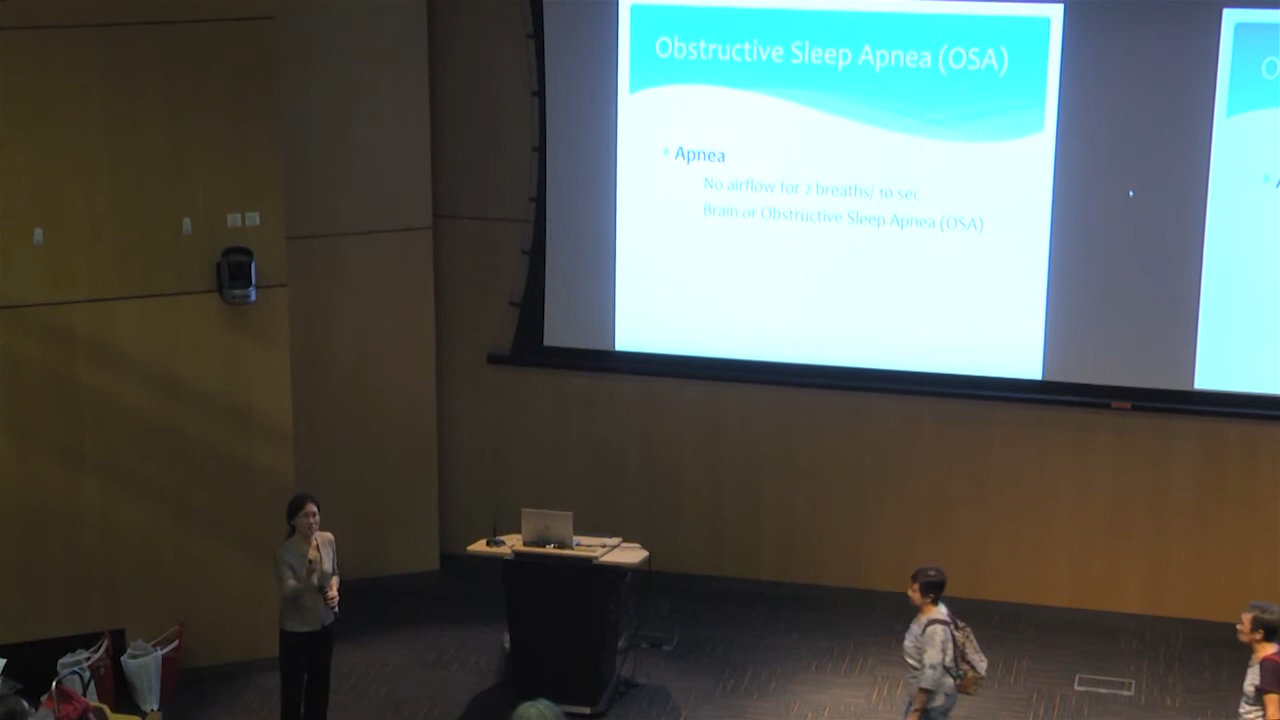 Obstructive Sleep Apnea (OSA)
Apnea
No airflow for 2 breaths/ 10 sec
Brain or Obstructive Sleep Apnea (OSA)
O